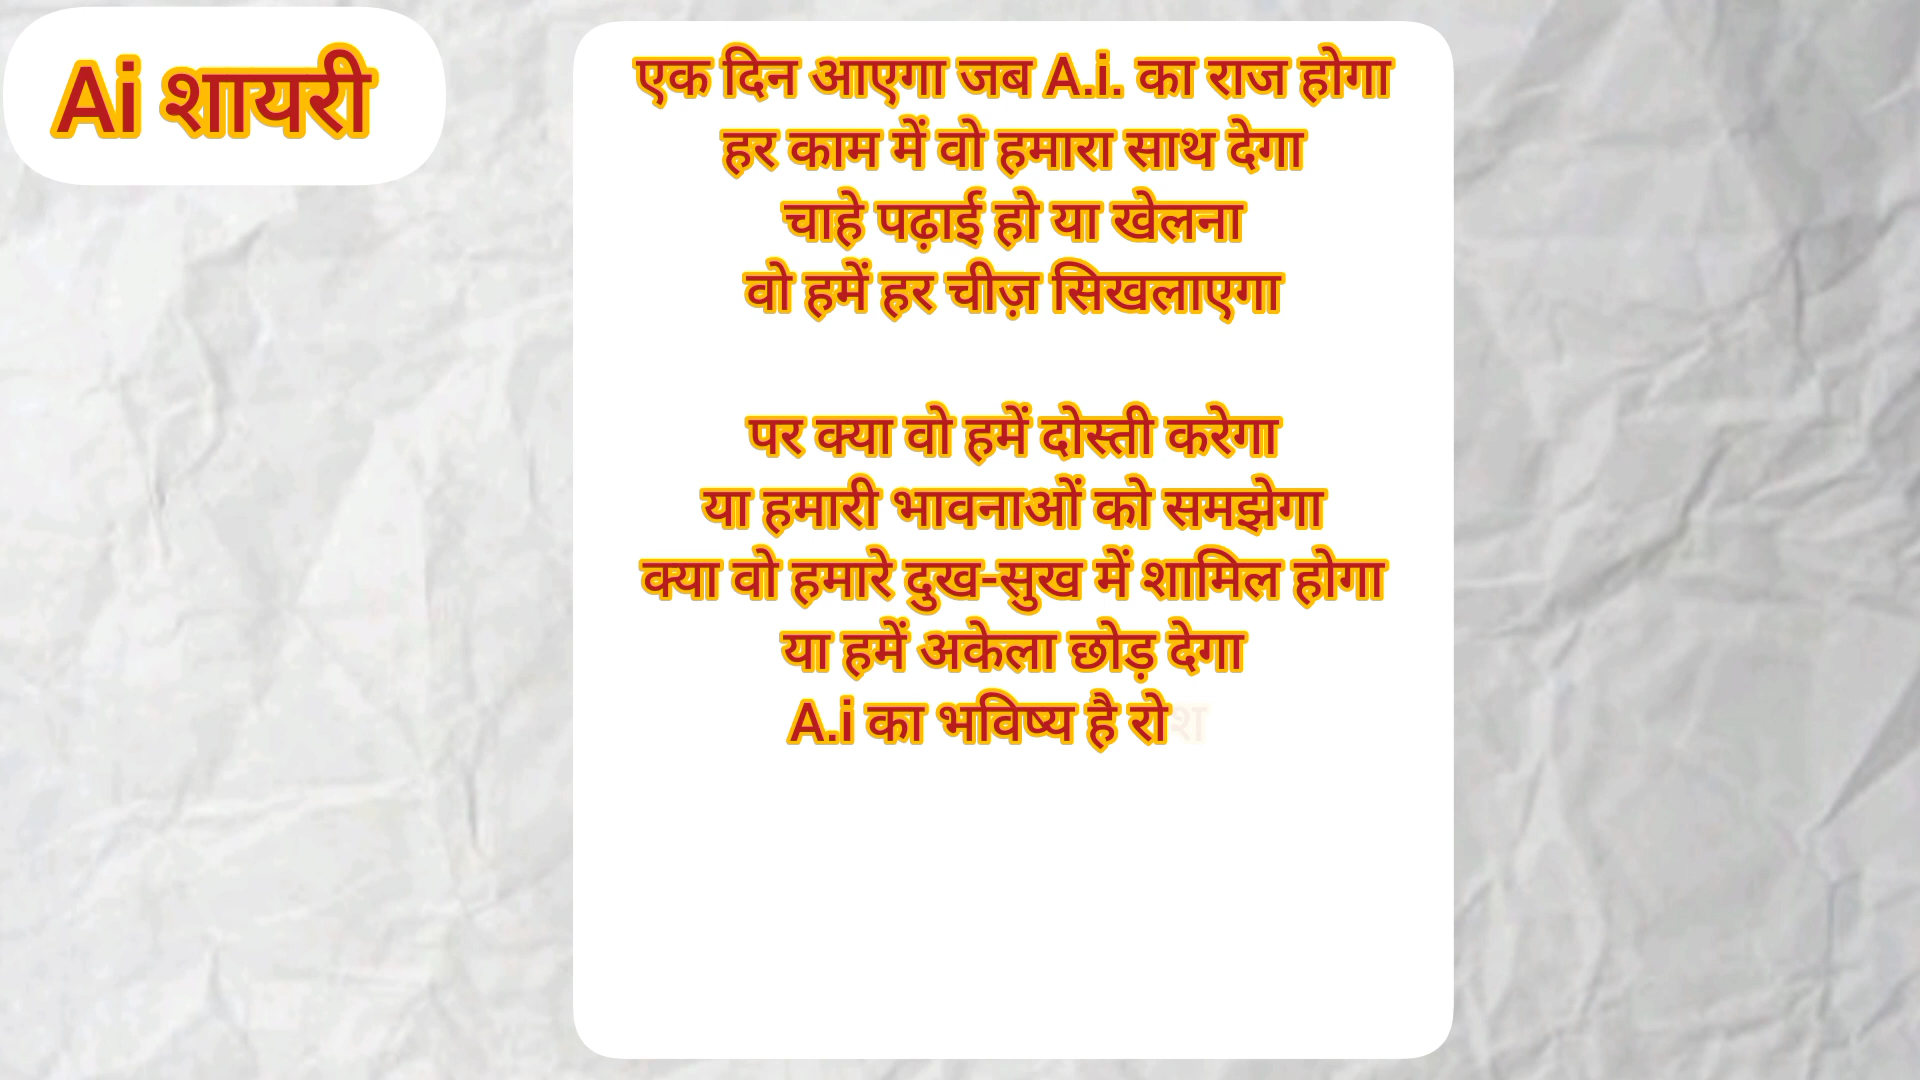 Ai शायरी
एक दिन आएगा जब A.i. का राज होगा
हर काम में वो हमारा साथ देगा
चाहे पढ़ाई हो या खेलना
वो हमें हर चीज़ सिखलाएगा
पर क्या वो हमें दोस्ती करेगा
या हमारी भावनाओं को समझेगा
क्या वो हमारे दुख-सुख में शामिल होगा
या हमें अकेला छोड़ देगा
A.i का भविष्य है रोश